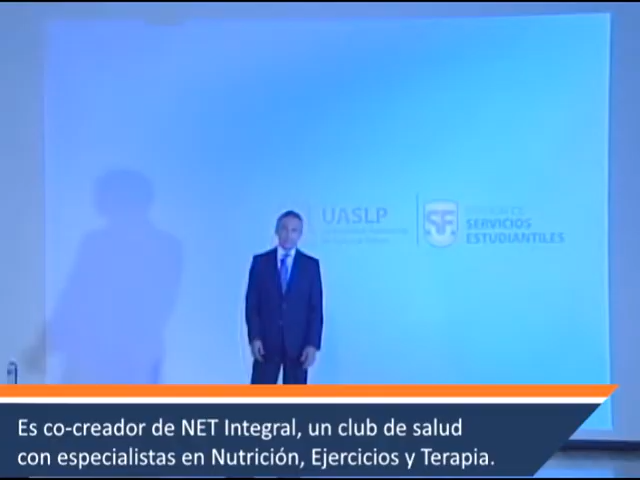 UASLP
SERVICIOS
ESTUDIANTILES
Es co-creador de NET Integral, un club de salud
con especialistas en Nutrición, Ejercicios y Terapia.